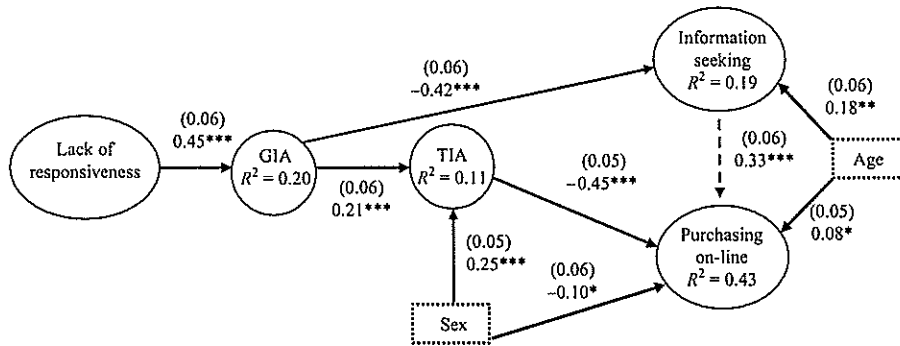 Information
seeking
R² = 0.19
(0.06)
−0.42***
(0.06)
0.18**
(0.06)
0.45***
Lack of
responsiveness
GIA
R² = 0.20
TIA
R² = 0.11
(0.06)
0.21***
(0.05)
−0.45***
(0.06)
0.33***
Age
(0.05)
0.08*
(0.05)
0.25***
Purchasing
on-line
R² = 0.43
(0.06)
−0.10*
Sex